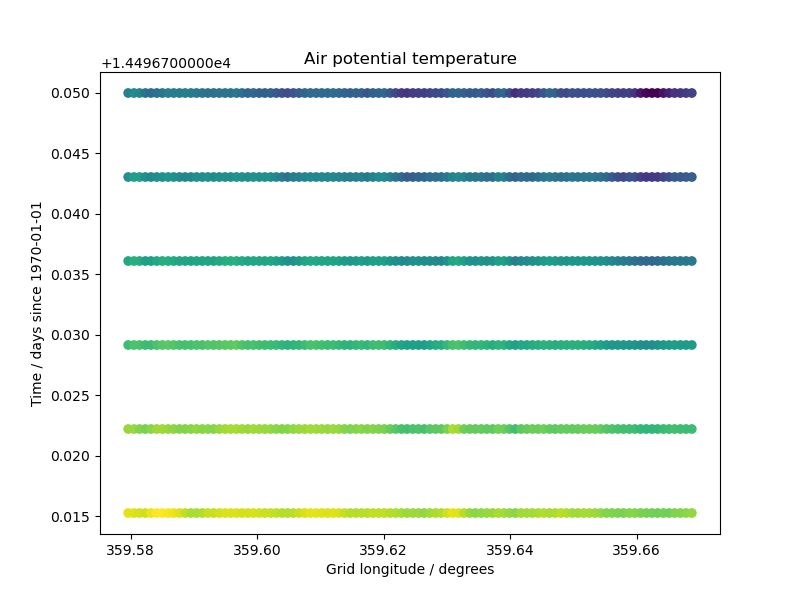 Air potential temperature
+1.4496700000e4
0.050
0.045
0.040
0.035
0.030
0.025
0.020
0.015
Time / days since 1970-01-01
359.58 359.60 359.62 359.64 359.66
Grid longitude / degrees